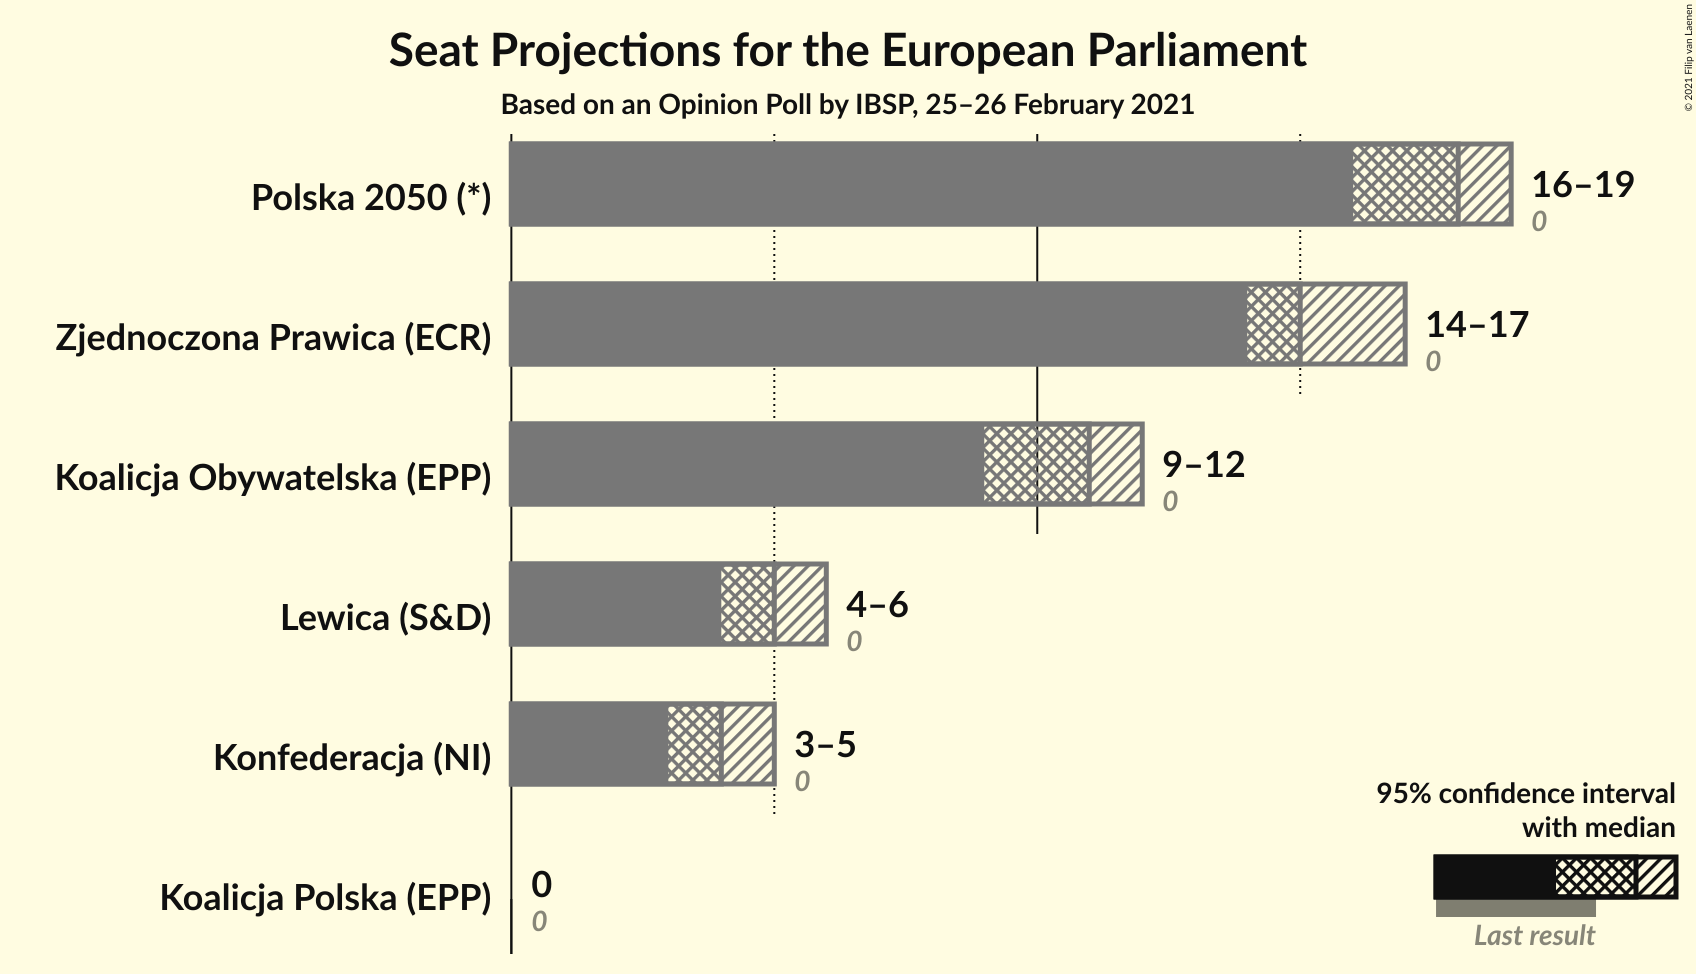 Seat Projections for the European Parliament
Based on an Opinion Poll by IBSP, 25–26 February 2021
© 2021 Filip van Laenen
Polska 2050 (*)
16–19
0
Zjednoczona Prawica (ECR)
14–17
0
Koalicja Obywatelska (EPP)
9–12
0
Lewica (S&D)
4–6
0
Konfederacja (NI)
3–5
0
Koalicja Polska (EPP)
0
0
95% confidence interval
with median
Last result